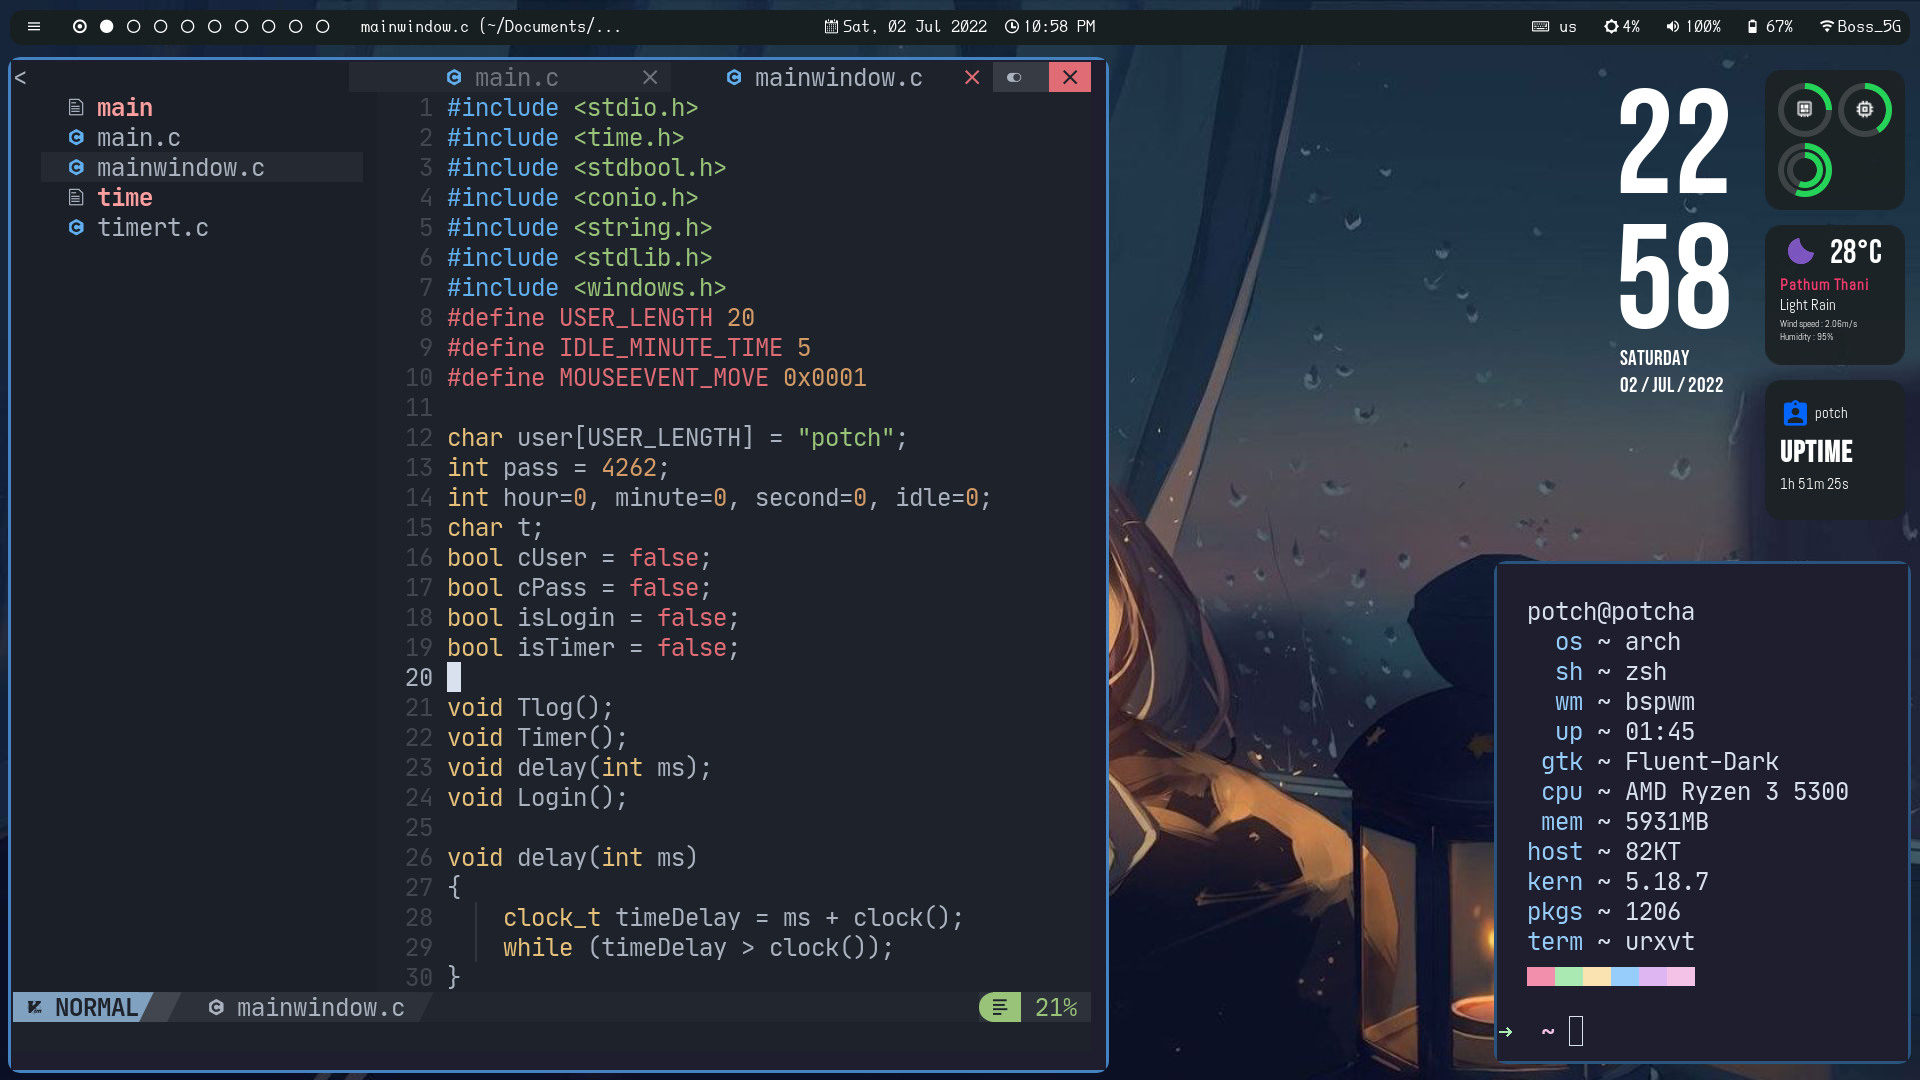 mainwindow.c (~/Documents/...
Sat, 02 Jul 2022
10:58 PM
us
4%
100%
67%
Boss_5G
<
main.c
mainwindow.c
main
main.c
mainwindow.c
time
timert.c
1 #include <stdio.h>
2 #include <time.h>
3 #include <stdbool.h>
4 #include <conio.h>
5 #include <string.h>
6 #include <stdlib.h>
7 #include <windows.h>
8 #define USER_LENGTH 20
9 #define IDLE_MINUTE_TIME 5
10 #define MOUSEEVENT_MOVE 0x0001
11
12 char user[USER_LENGTH] = "potch";
13 int pass = 4262;
14 int hour=0, minute=0, second=0, idle=0;
15 char t;
16 bool cUser = false;
17 bool cPass = false;
18 bool isLogin = false;
19 bool isTimer = false;
20
21 void Tlog();
22 void Timer();
23 void delay(int ms);
24 void Login();
25
26 void delay(int ms)
27 {
28 clock_t timeDelay = ms + clock();
29 while (timeDelay > clock());
30 }
NORMAL
mainwindow.c
21%
22
58
SATURDAY
02 / JUL / 2022
28°C
Pathum Thani
Light Rain
Wind speed : 2.06m/s
Humidity : 95%
potch
UPTIME
1h 51m 25s
potch@potcha
os ~ arch
sh ~ zsh
wm ~ bspwm
up ~ 01:45
gtk ~ Fluent-Dark
cpu ~ AMD Ryzen 3 5300
mem ~ 5931MB
host ~ 82KT
kern ~ 5.18.7
pkgs ~ 1206
term ~ urxvt
→ ~